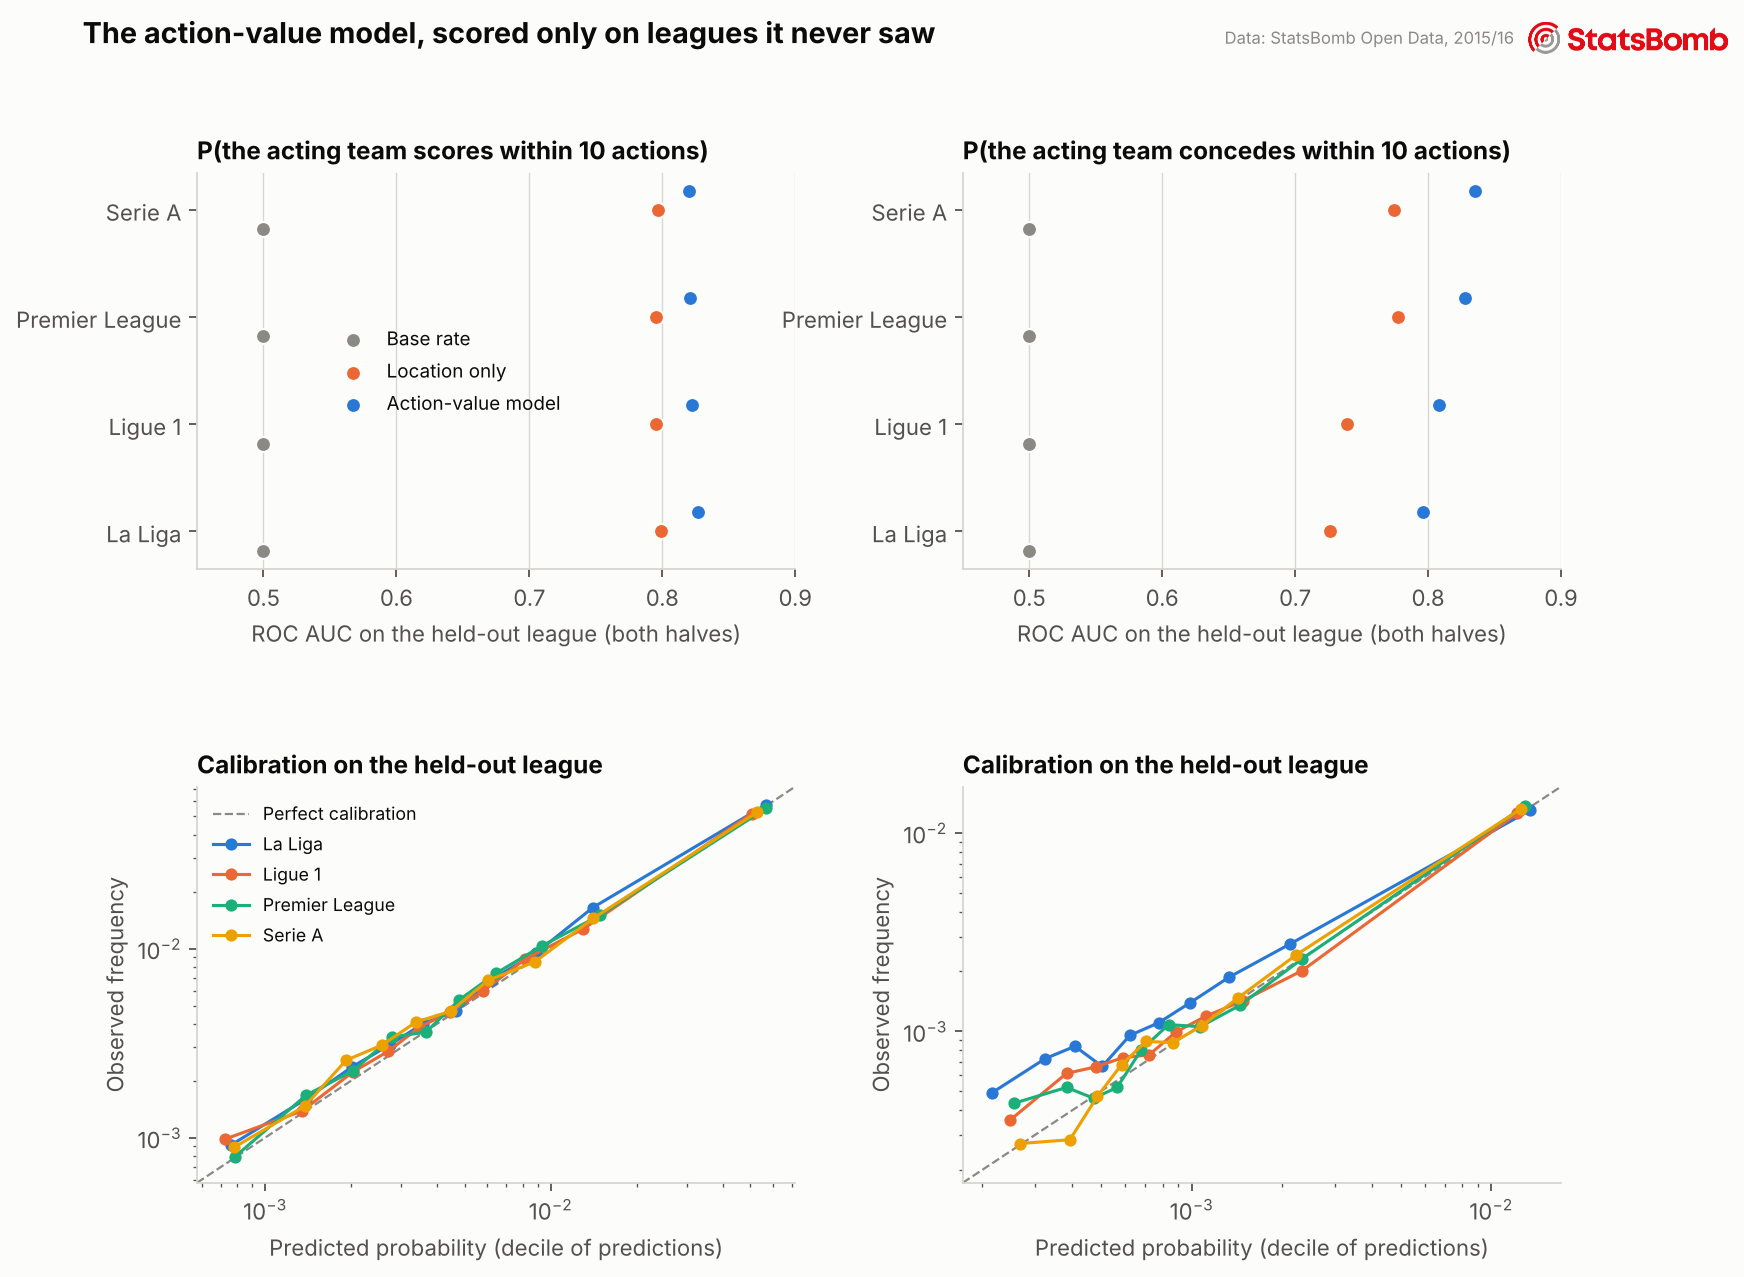 The action-value model, scored only on leagues it never saw
Data: StatsBomb Open Data, 2015/16
StatsBomb
P(the acting team scores within 10 actions)
Serie A
Premier League
Ligue 1
La Liga
Base rate
Location only
Action-value model
0.5 0.6 0.7 0.8 0.9
ROC AUC on the held-out league (both halves)
P(the acting team concedes within 10 actions)
Serie A
Premier League
Ligue 1
La Liga
0.5 0.6 0.7 0.8 0.9
ROC AUC on the held-out league (both halves)
Calibration on the held-out league
Perfect calibration
La Liga
Ligue 1
Premier League
Serie A
Observed frequency
10⁻²
10⁻³
10⁻³ 10⁻²
Predicted probability (decile of predictions)
Calibration on the held-out league
Observed frequency
10⁻²
10⁻³
10⁻³ 10⁻²
Predicted probability (decile of predictions)